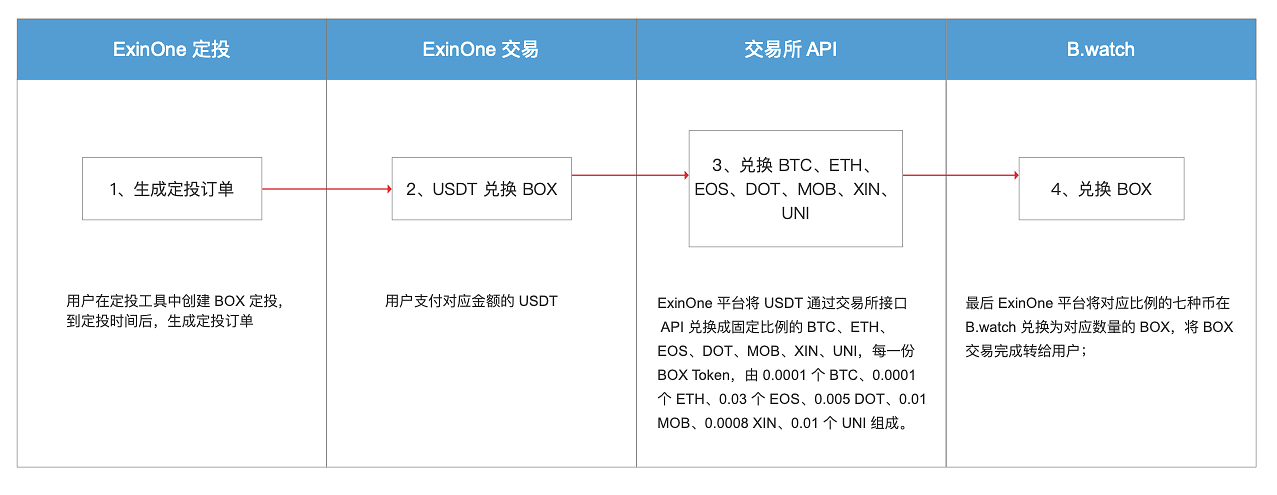 ExinOne 定投
ExinOne 交易
交易所 API
B.watch
1、生成定投订单
2、USDT 兑换 BOX
3、兑换 BTC、ETH、
EOS、DOT、MOB、XIN、
UNI
4、兑换 BOX
用户在定投工具中创建 BOX 定投，
到定投时间后，生成定投订单
用户支付对应金额的 USDT
ExinOne 平台将 USDT 通过交易所接口
API 兑换成固定比例的 BTC、ETH、
EOS、DOT、MOB、XIN、UNI，每一份
BOX Token，由 0.0001 个 BTC、0.0001
个 ETH、0.03 个 EOS、0.005 DOT、0.01
MOB、0.0008 XIN、0.01 个 UNI 组成。
最后 ExinOne 平台将对应比例的七种币在
B.watch 兑换为对应数量的 BOX，将 BOX
交易完成转给用户；